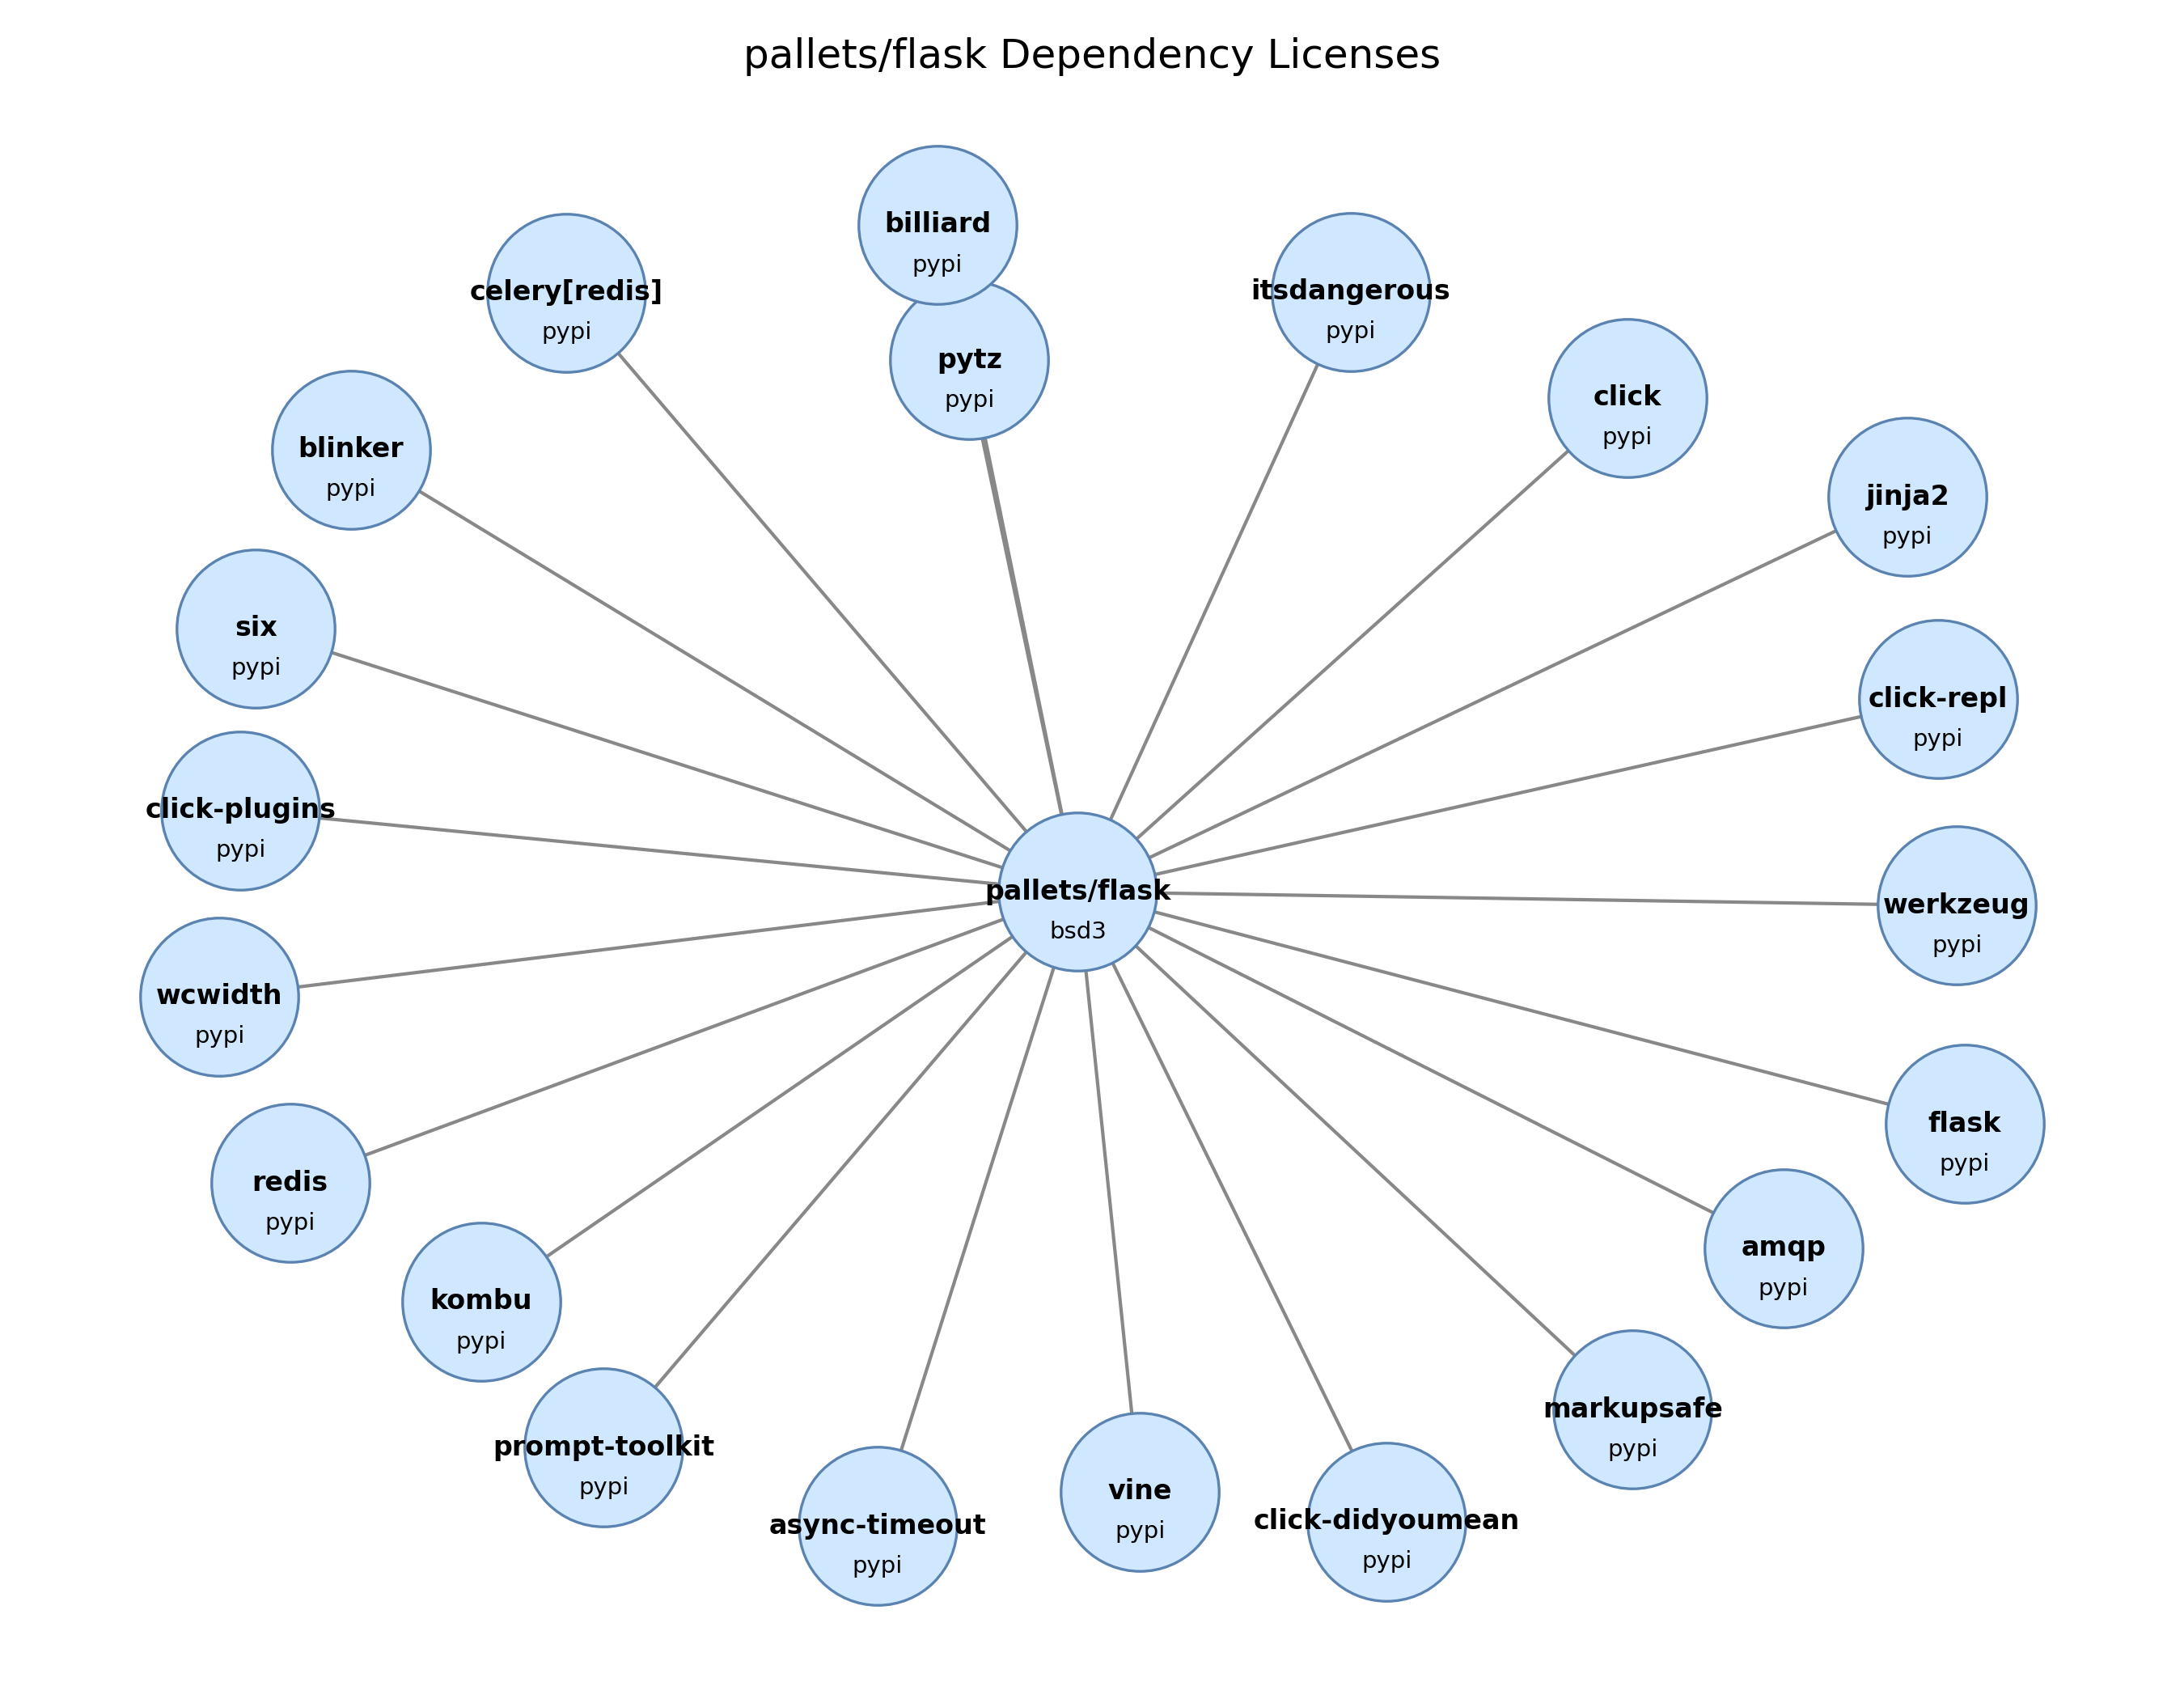 pallets/flask Dependency Licenses
billiard
pypi
celery[redis]
pypi
itsdangerous
pypi
pytz
pypi
click
pypi
blinker
pypi
jinja2
pypi
six
pypi
click-repl
pypi
click-plugins
pypi
pallets/flask
bsd3
werkzeug
pypi
wcwidth
pypi
flask
pypi
redis
pypi
amqp
pypi
kombu
pypi
markupsafe
pypi
prompt-toolkit
pypi
vine
pypi
click-didyoumean
pypi
async-timeout
pypi